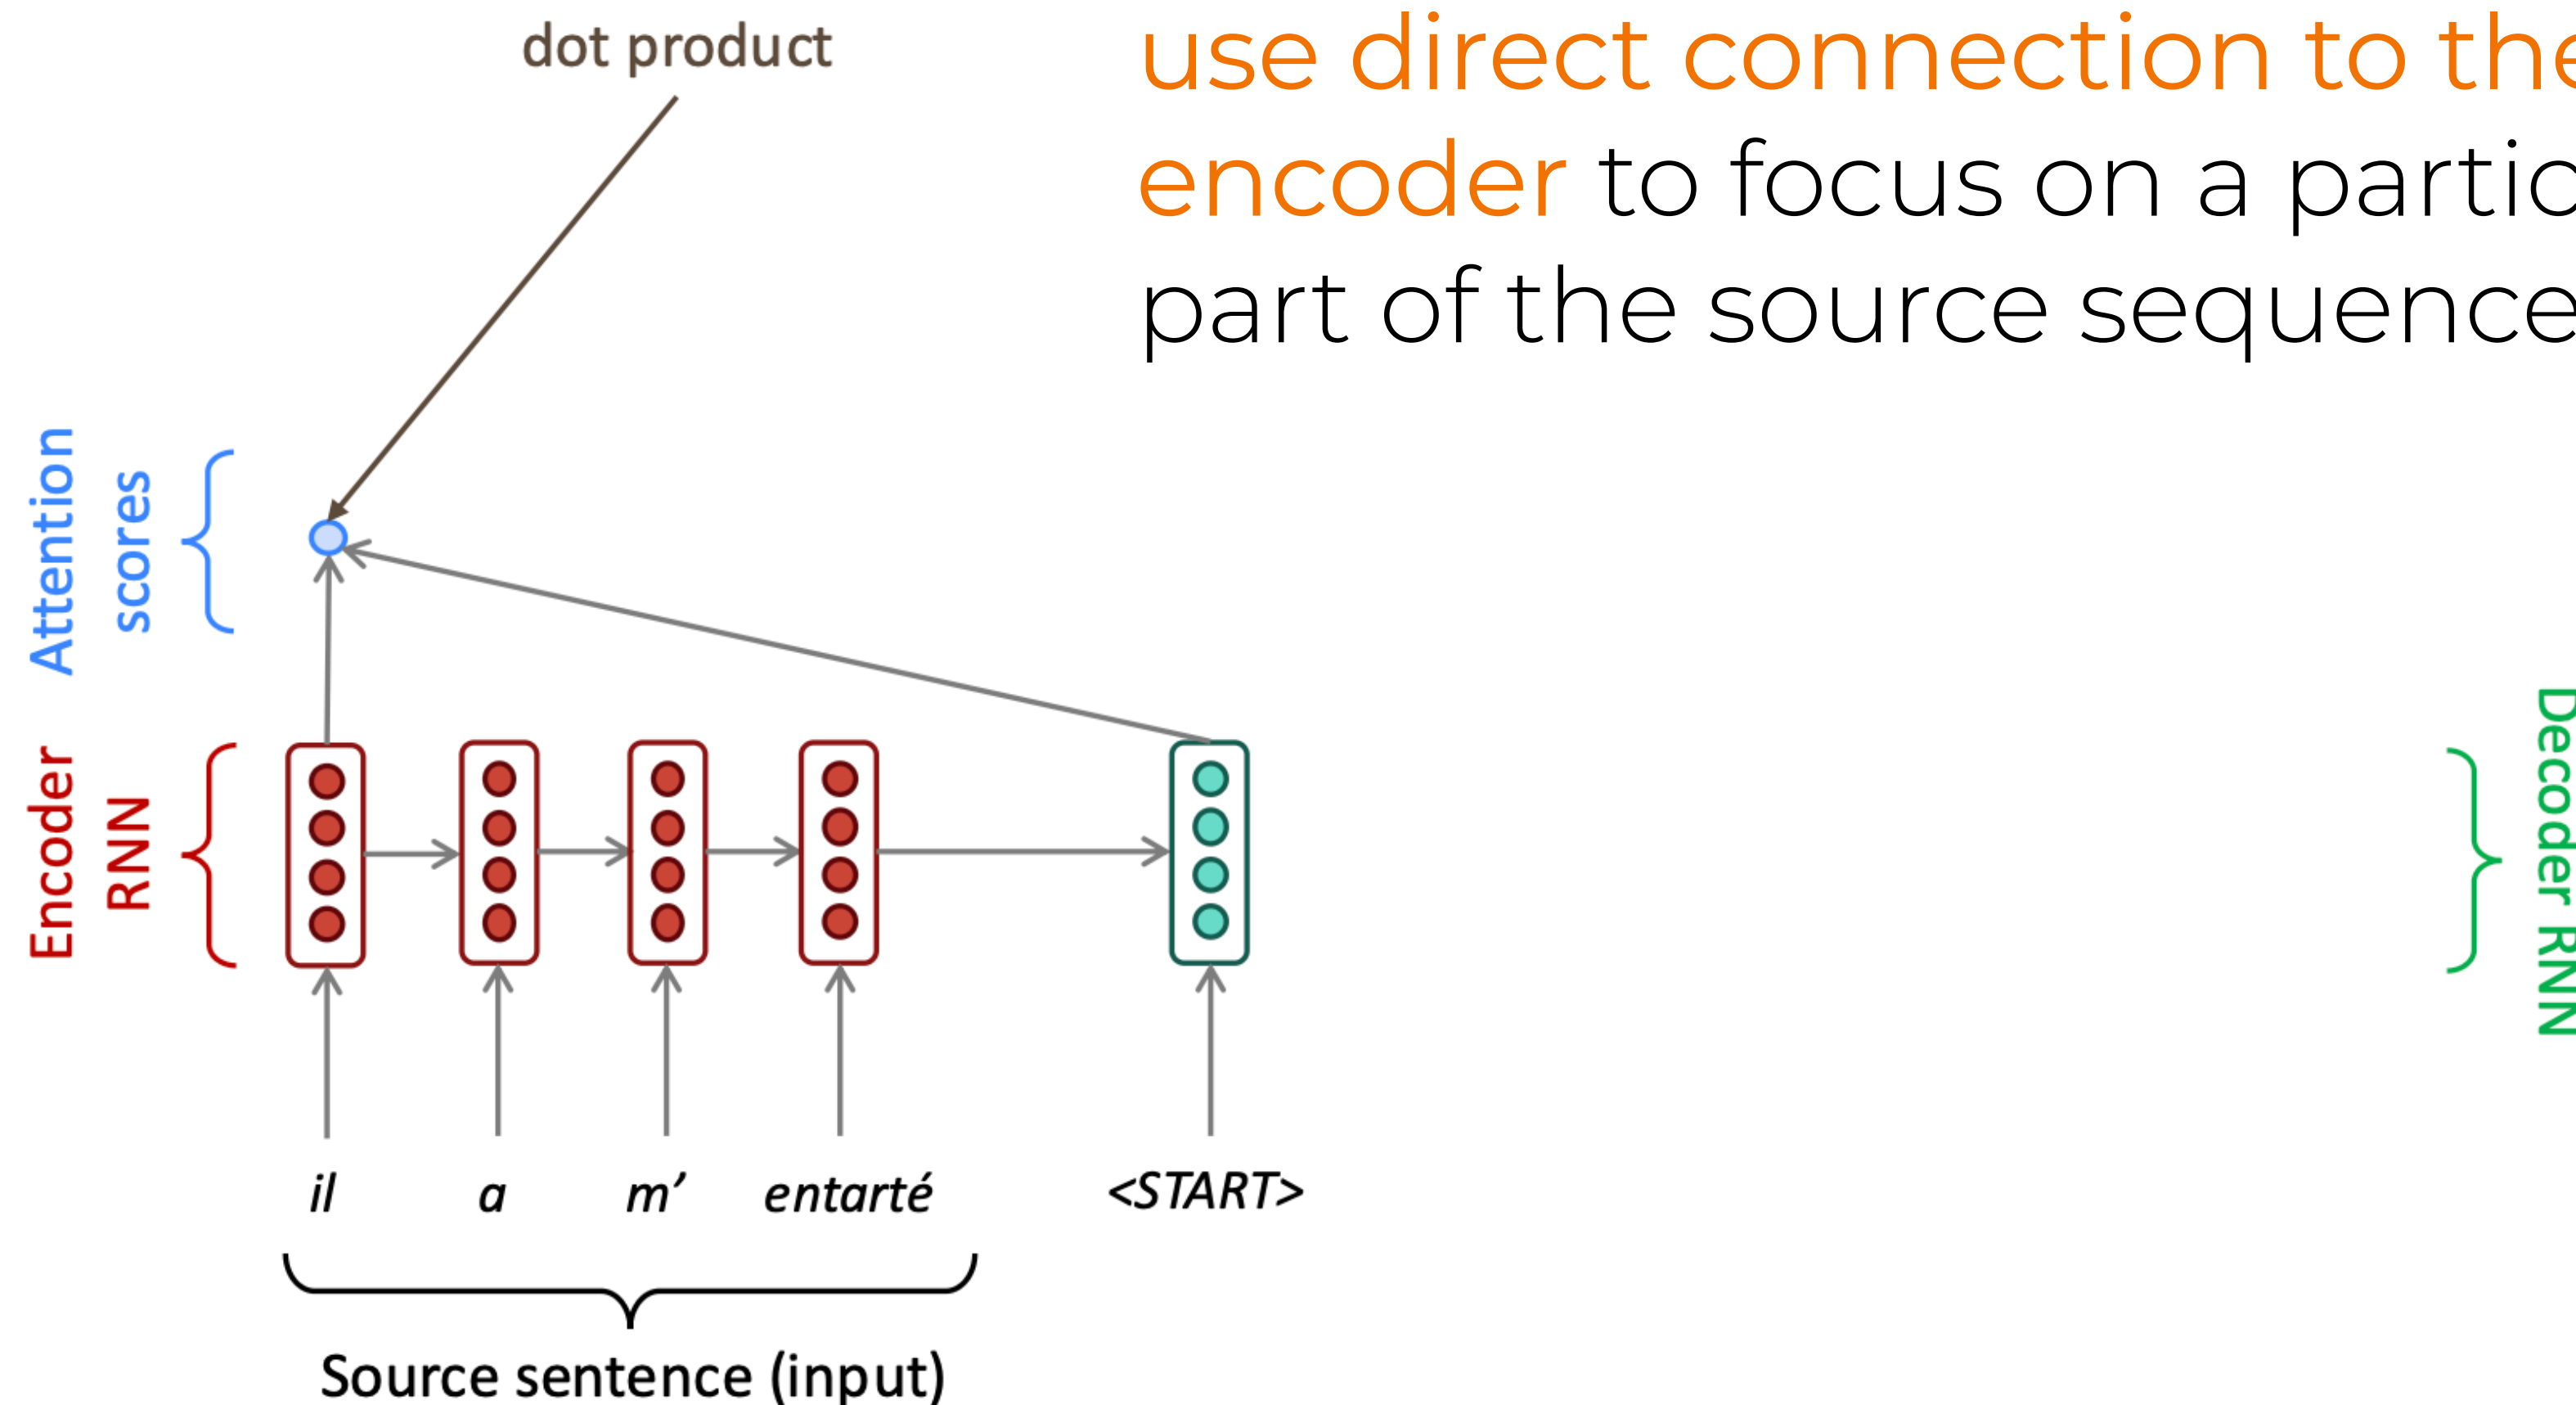 dot product
use direct connection to the
encoder to focus on a partic
part of the source sequence
Attention
scores
Encoder
RNN
Decoder RNN
il a m’ entarté <START>
Source sentence (input)